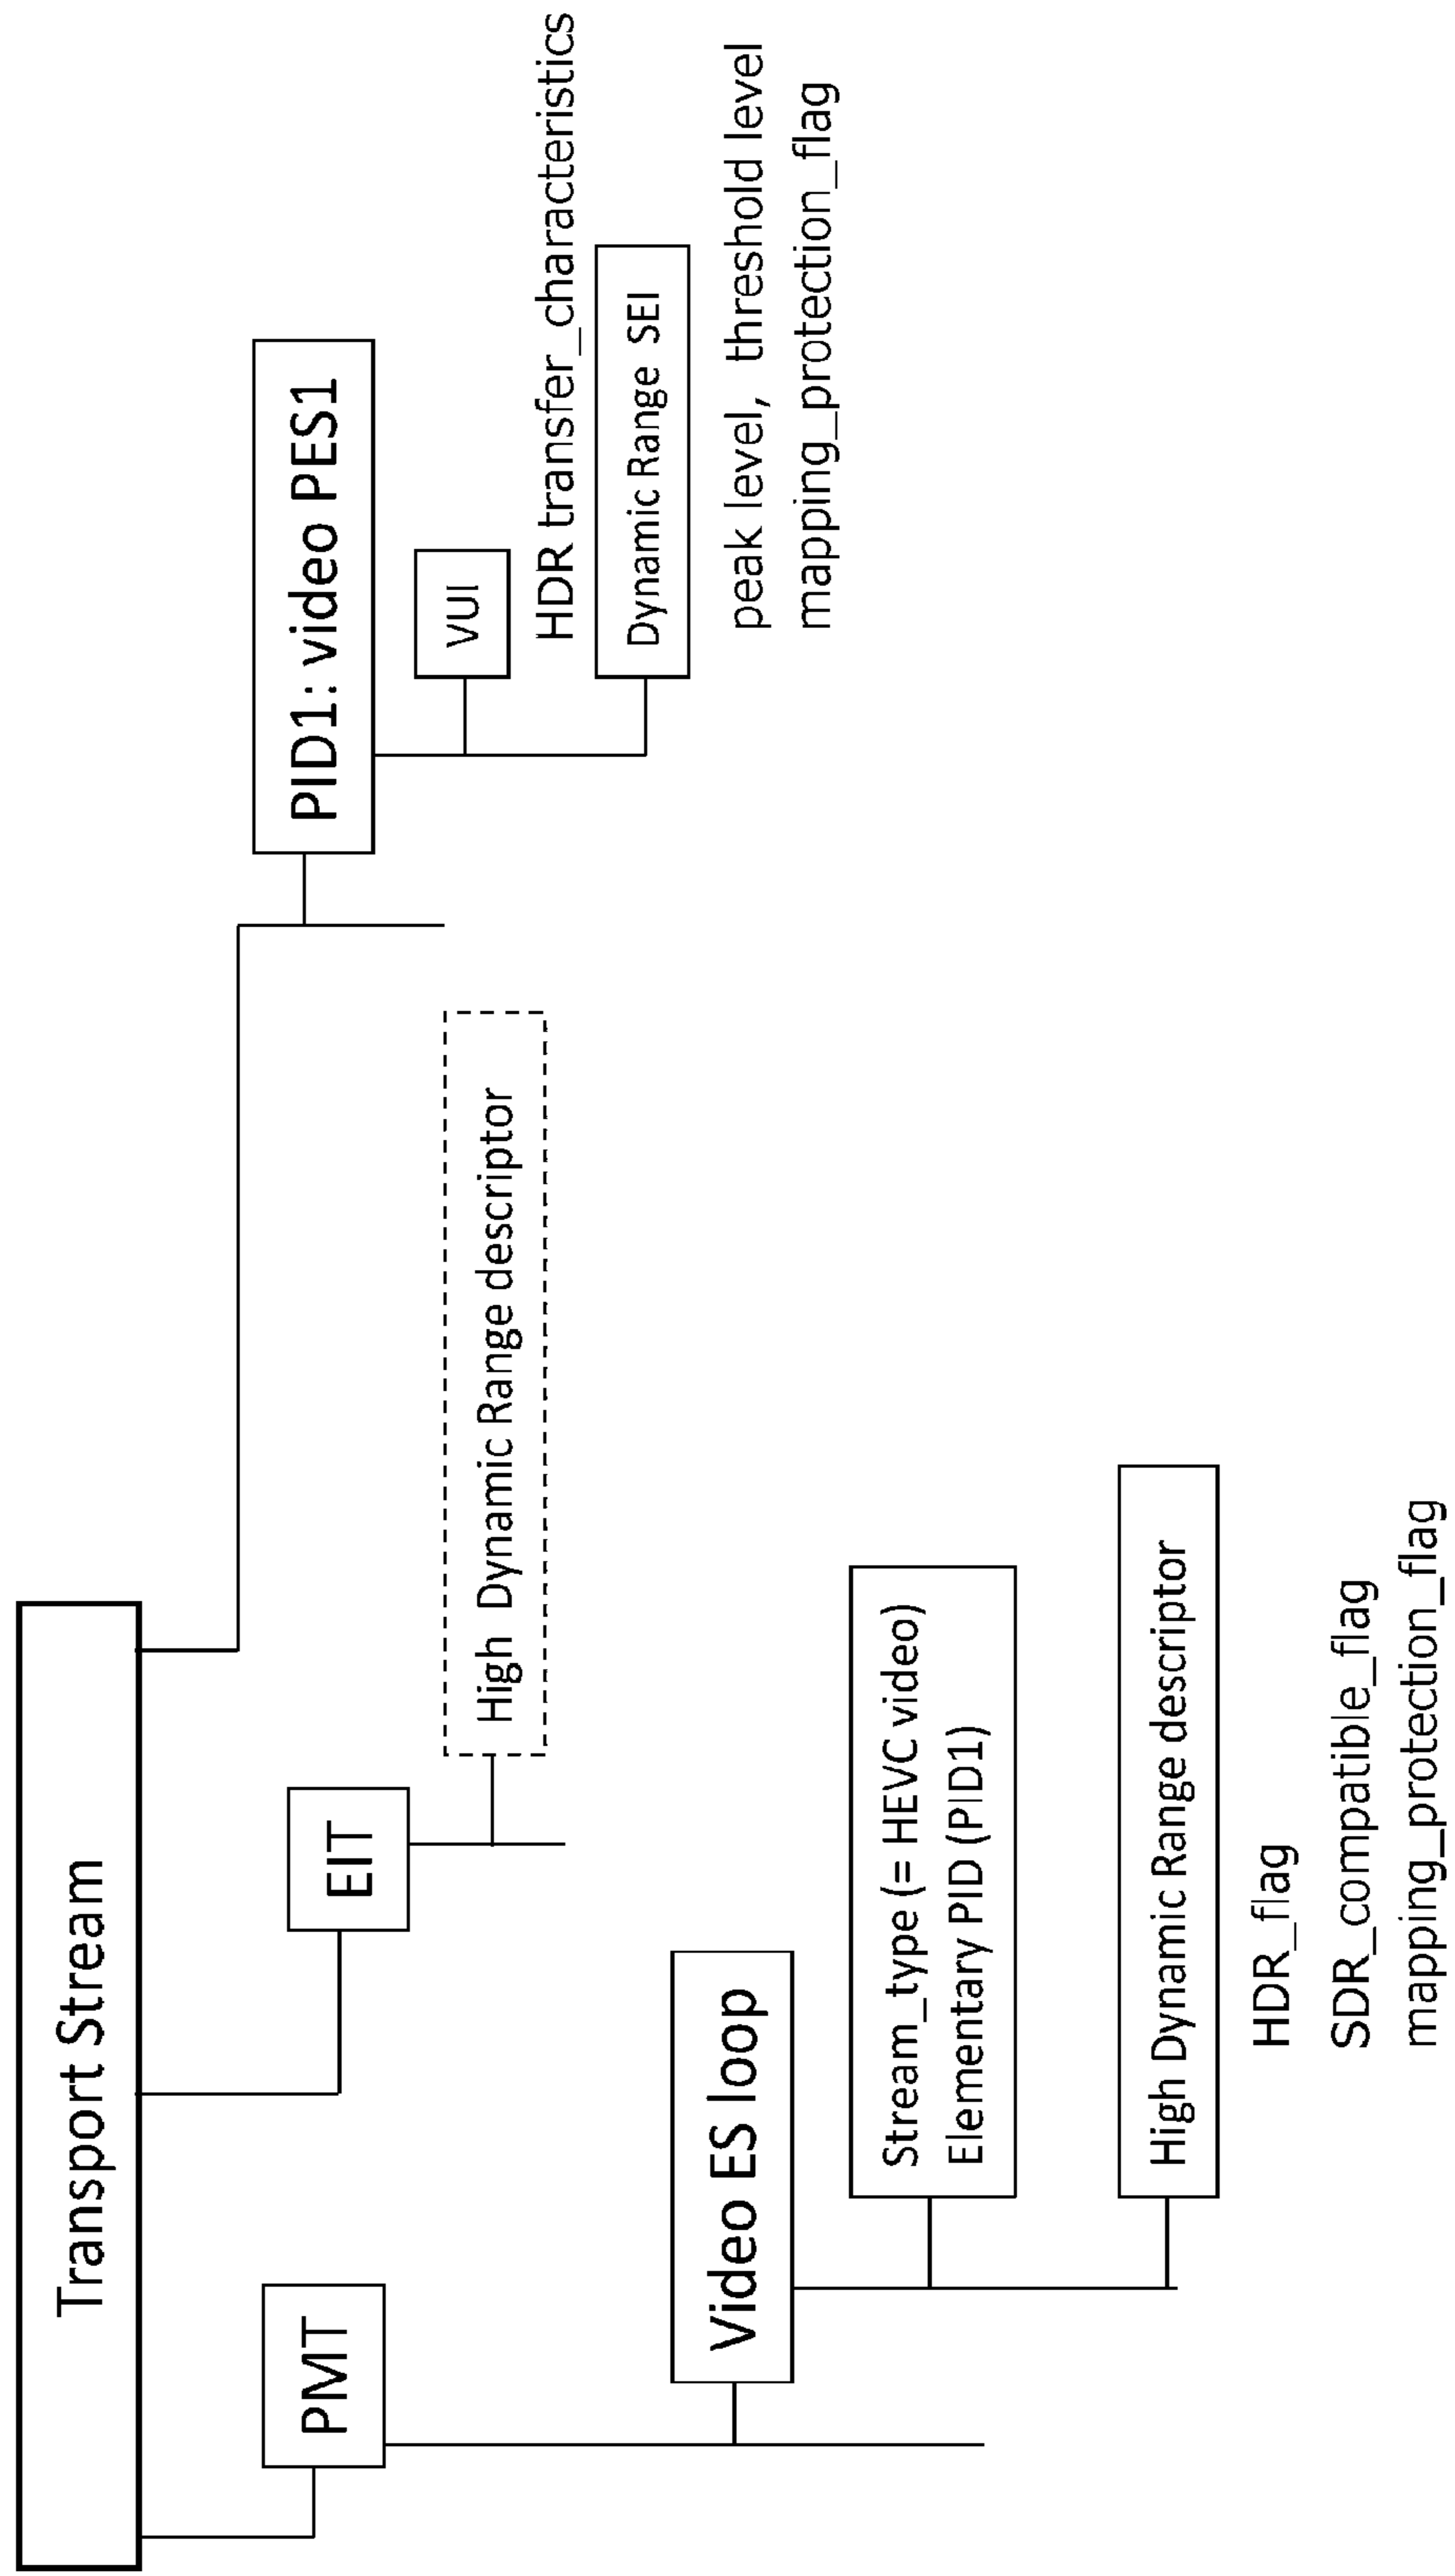 Transport Stream
PMT
Video ES loop
Stream_type (= HEVC video)
Elementary PID (PID1)
High Dynamic Range descriptor
HDR_flag
SDR_compatible_flag
mapping_protection_flag
EIT
High Dynamic Range descriptor
PID1: video PES1
VUI
HDR transfer_characteristics
Dynamic Range SEI
peak level, threshold level
mapping_protection_flag